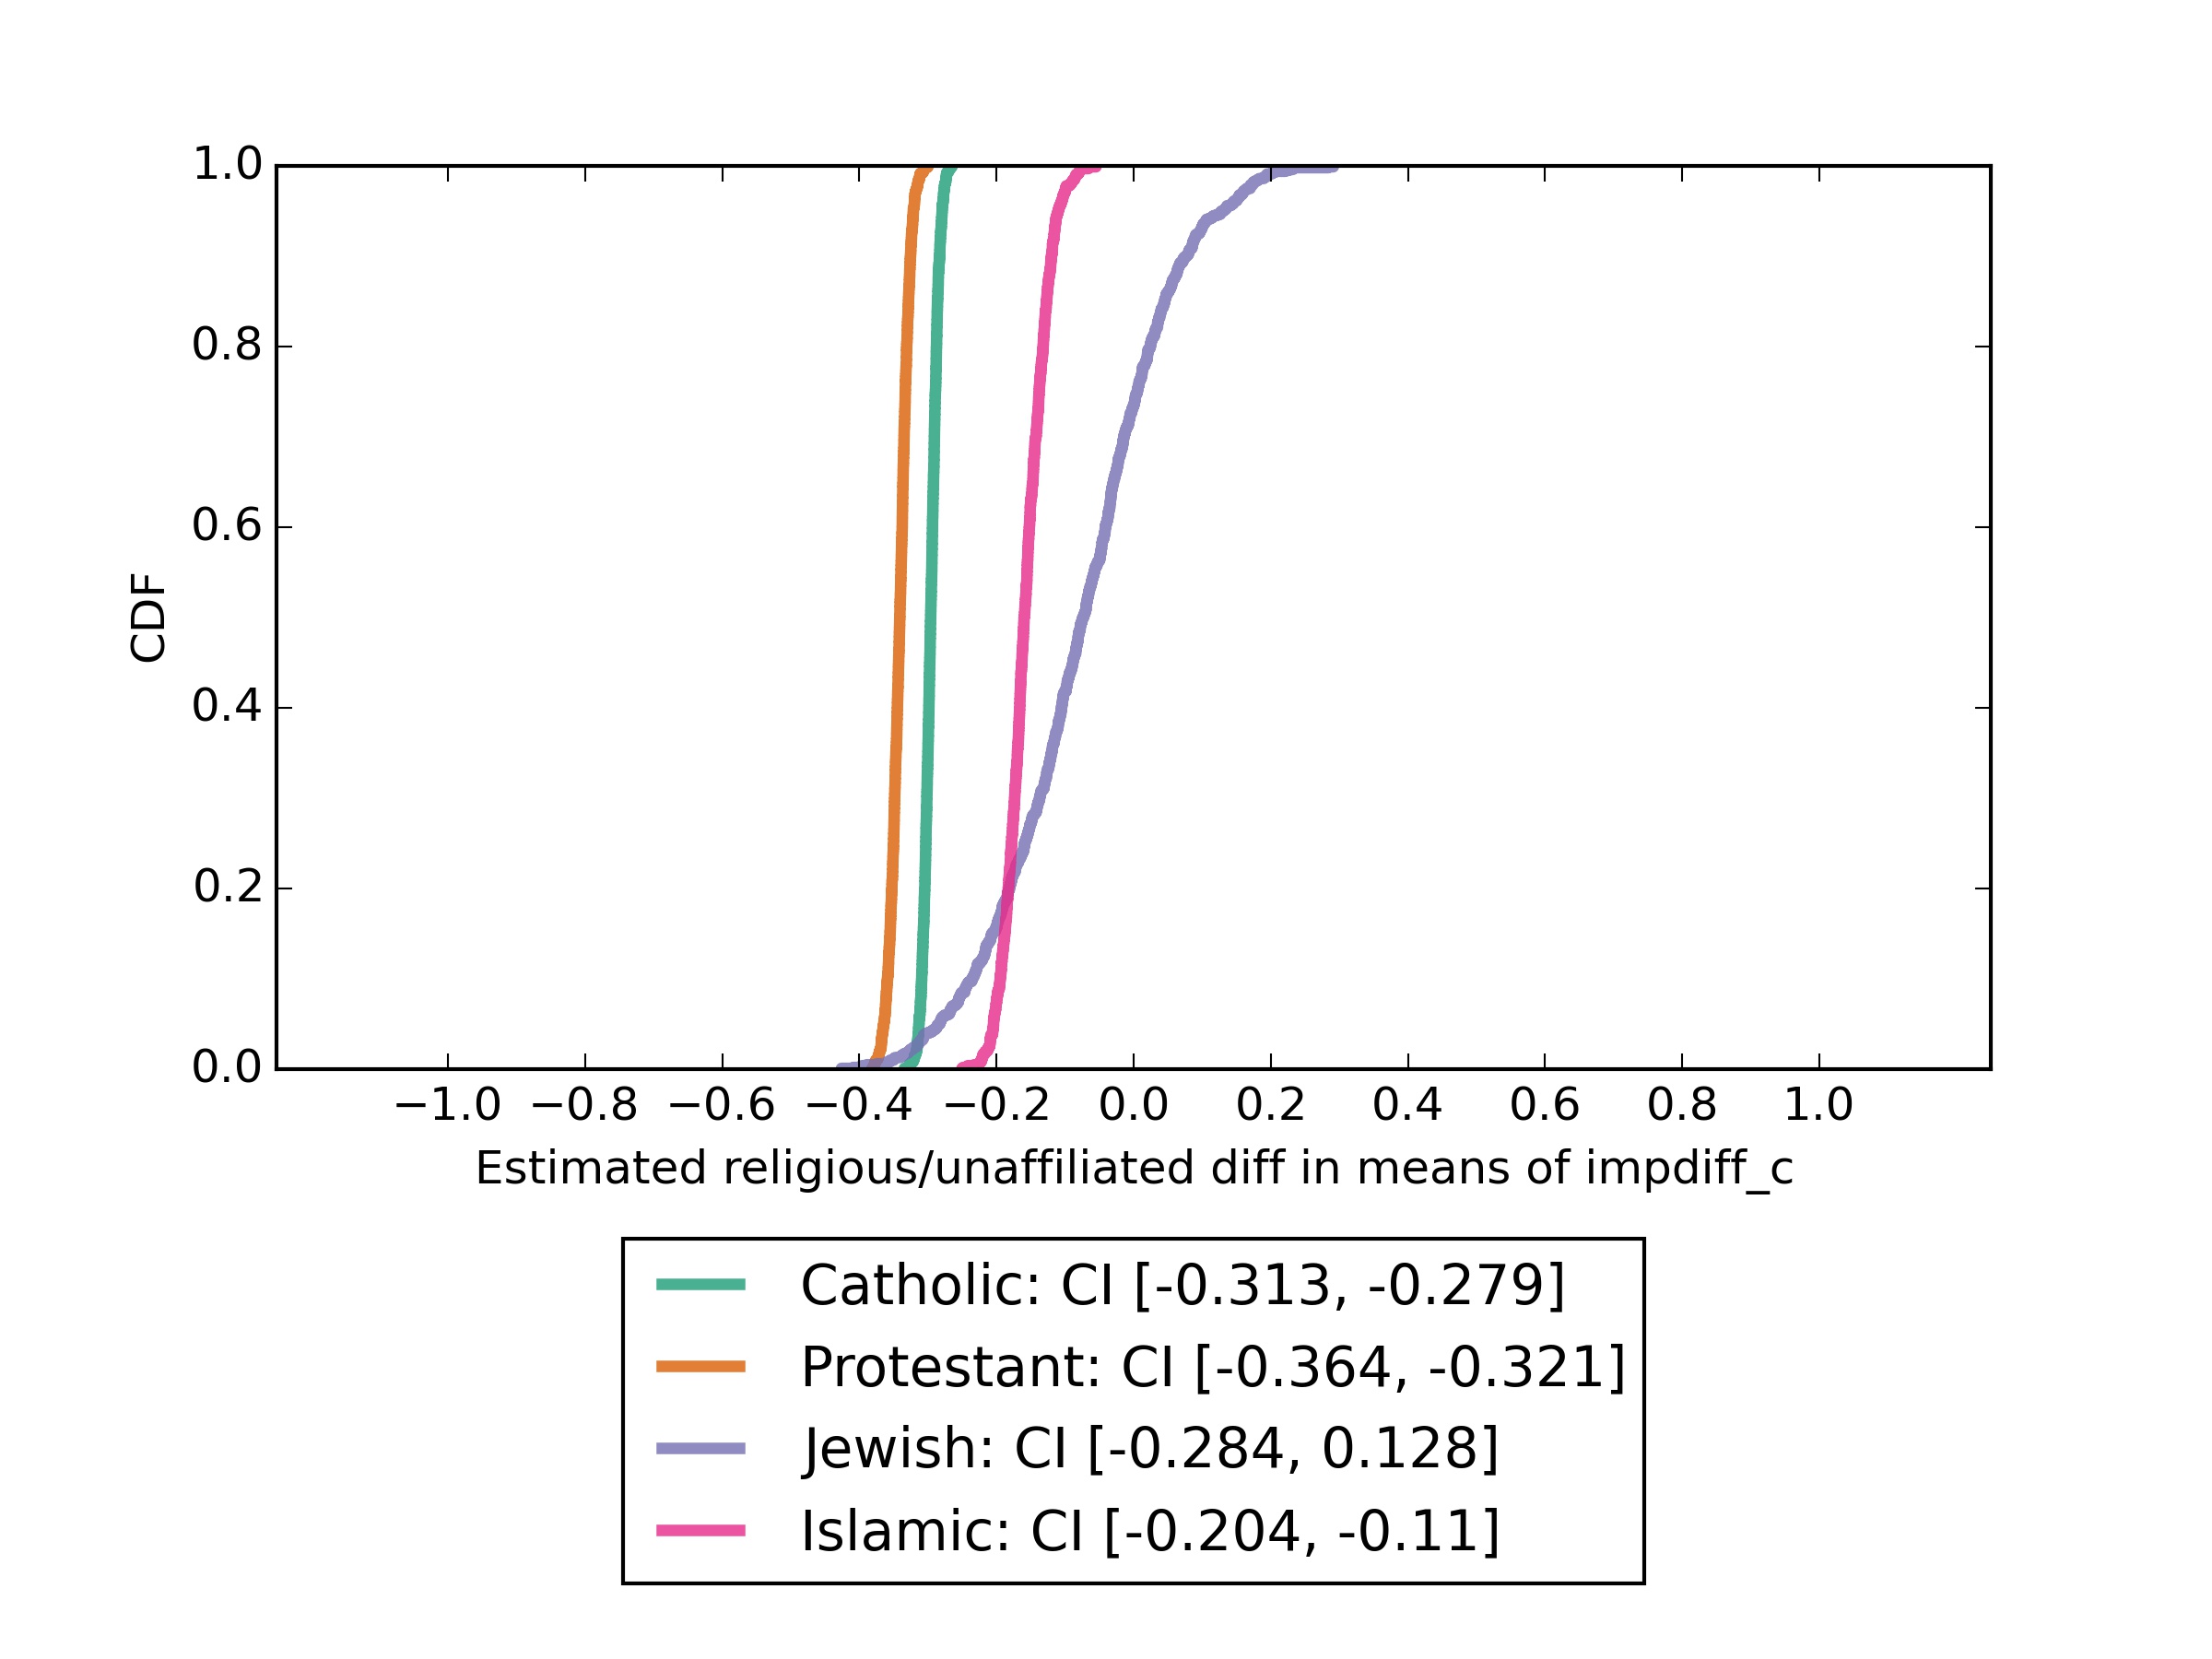 1.0
0.8
0.6
0.4
0.2
0.0
CDF
−1.0 −0.8 −0.6 −0.4 −0.2 0.0 0.2 0.4 0.6 0.8 1.0
Estimated religious/unaffiliated diff in means of impdiff_c
Catholic: CI [-0.313, -0.279]
Protestant: CI [-0.364, -0.321]
Jewish: CI [-0.284, 0.128]
Islamic: CI [-0.204, -0.11]